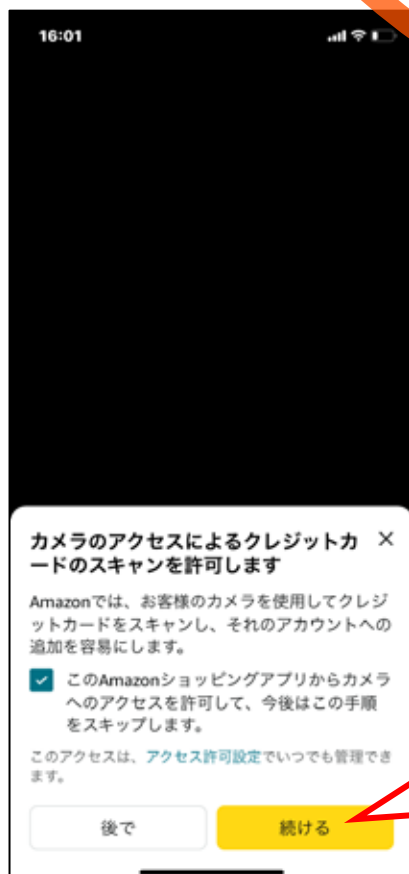 16:01
カメラのアクセスによるクレジットカ
ードのスキャンを許可します
Amazonでは、お客様のカメラを使用してクレジ
ットカードをスキャンし、それのアカウントへの
追加を容易にします。
このAmazonショッピングアプリからカメラ
へのアクセスを許可して、今後はこの手順
をスキップします。
このアクセスは、アクセス許可設定でいつでも管理でき
ます。
後で
続ける